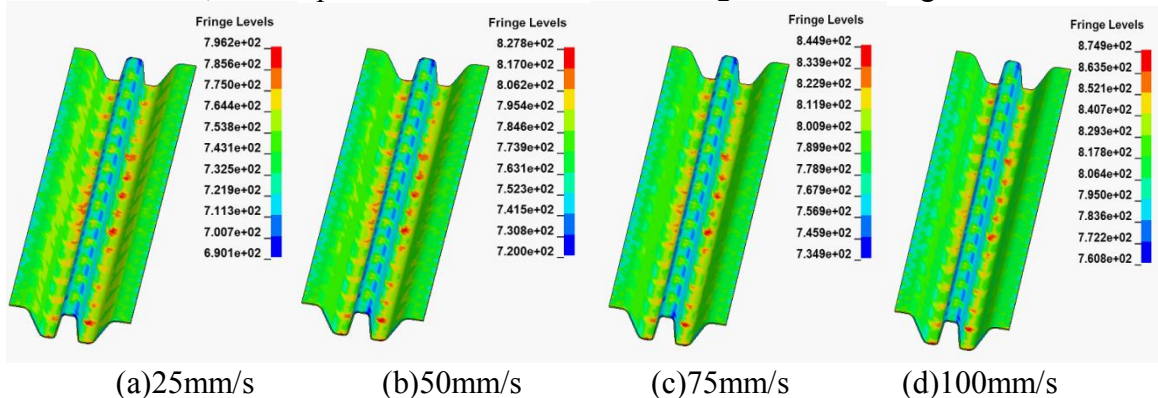 Fringe Levels
7.962e+02
7.856e+02
7.750e+02
7.644e+02
7.538e+02
7.431e+02
7.325e+02
7.219e+02
7.113e+02
7.007e+02
6.901e+02
Fringe Levels
8.278e+02
8.170e+02
8.062e+02
7.954e+02
7.846e+02
7.739e+02
7.631e+02
7.523e+02
7.415e+02
7.308e+02
7.200e+02
Fringe Levels
8.449e+02
8.339e+02
8.229e+02
8.119e+02
8.009e+02
7.899e+02
7.789e+02
7.679e+02
7.569e+02
7.459e+02
7.349e+02
Fringe Levels
8.749e+02
8.635e+02
8.521e+02
8.407e+02
8.293e+02
8.178e+02
8.064e+02
7.950e+02
7.836e+02
7.722e+02
7.608e+02
(a)25mm/s (b)50mm/s (c)75mm/s (d)100mm/s